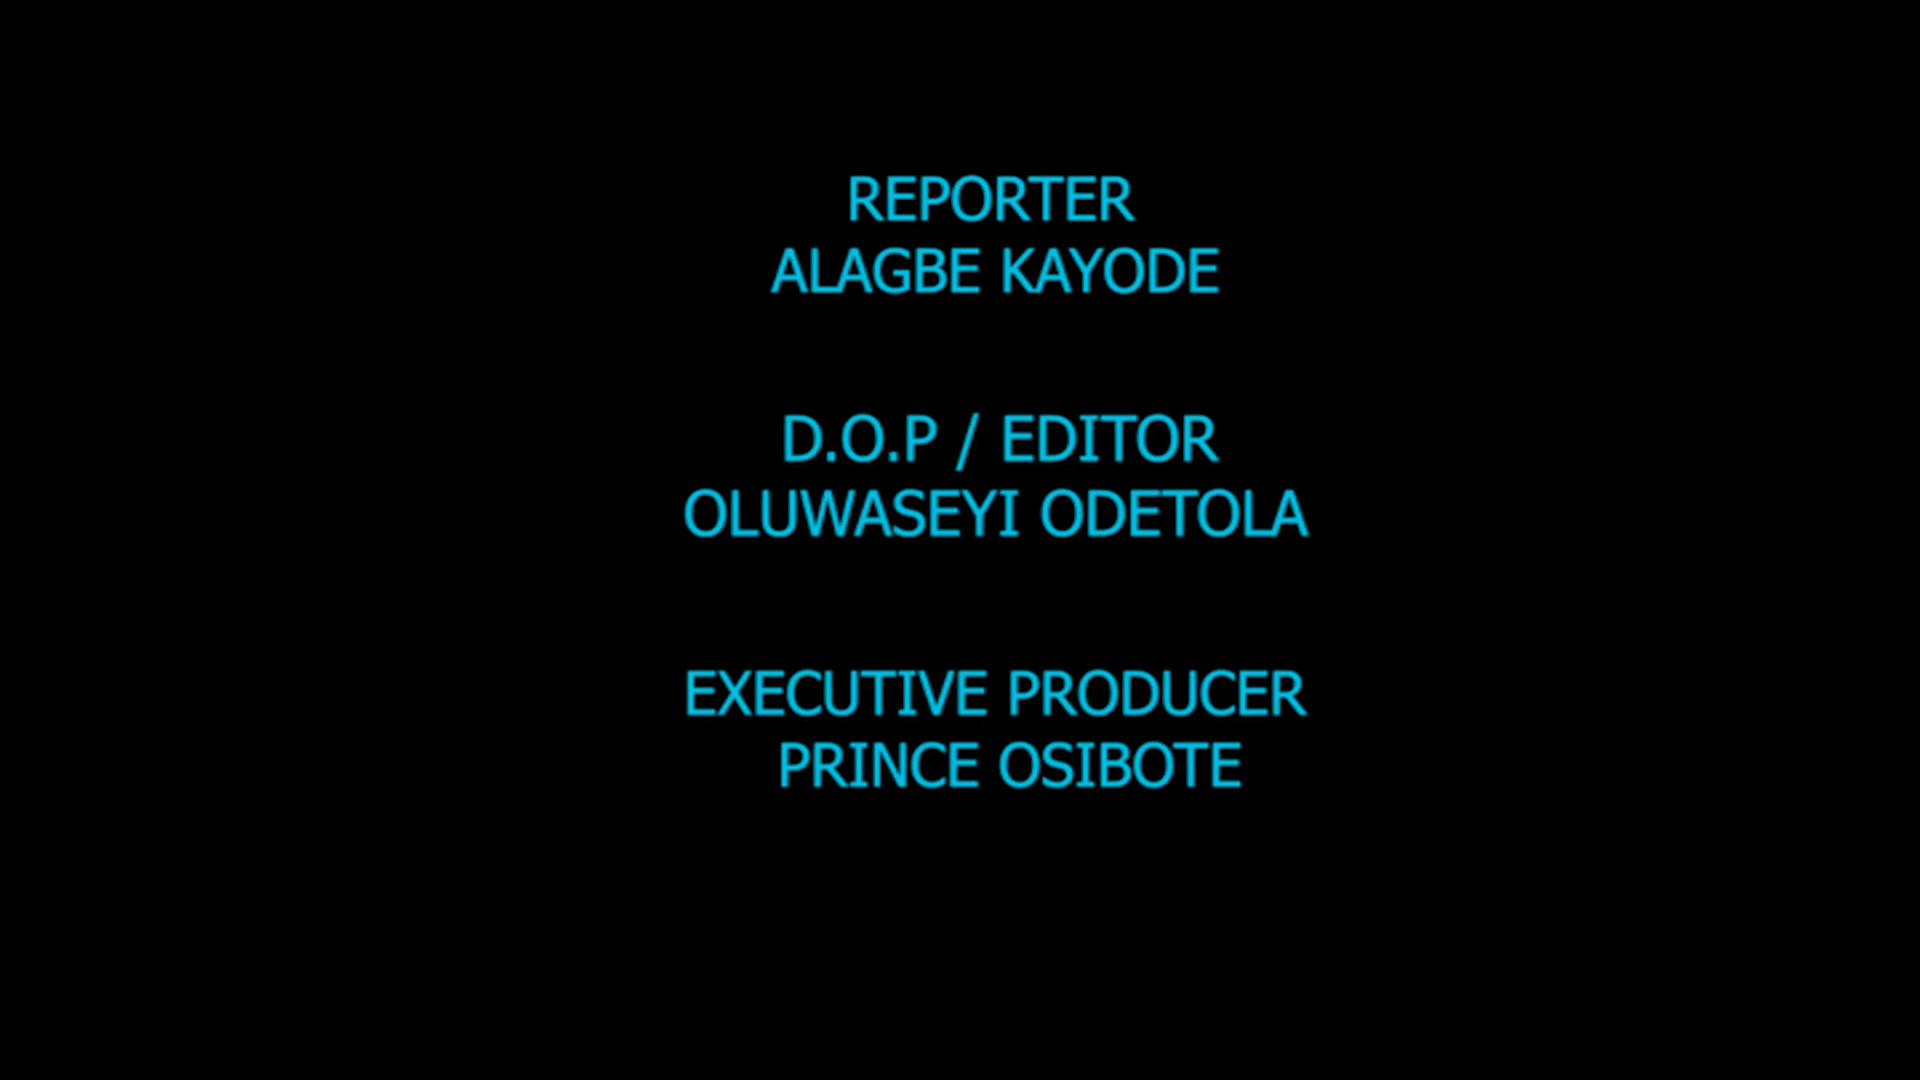 REPORTER
ALAGBE KAYODE
D.O.P / EDITOR
OLUWASEYI ODETOLA
EXECUTIVE PRODUCER
PRINCE OSIBOTE